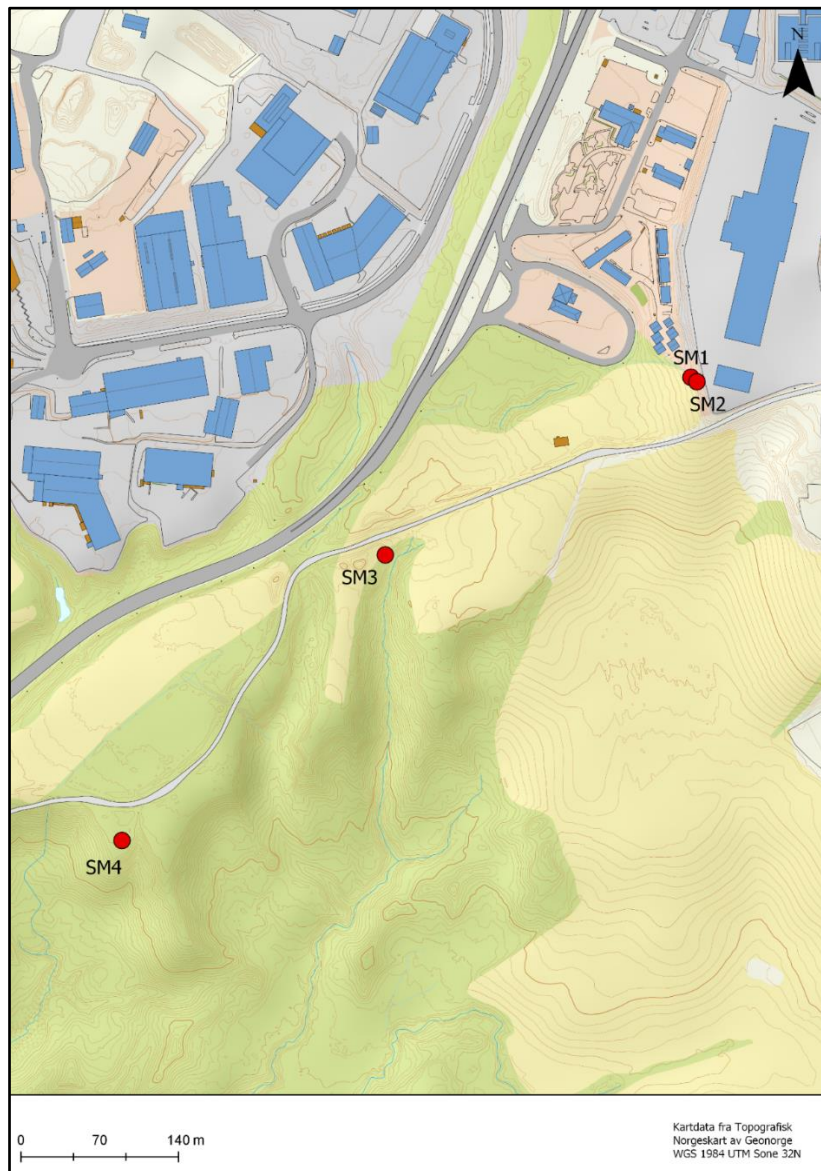 N
SM1
SM2
SM3
SM4
0 70 140 m
Kartdata fra Topografisk
Norgeskart av Geonorge
WGS 1984 UTM Sone 32N